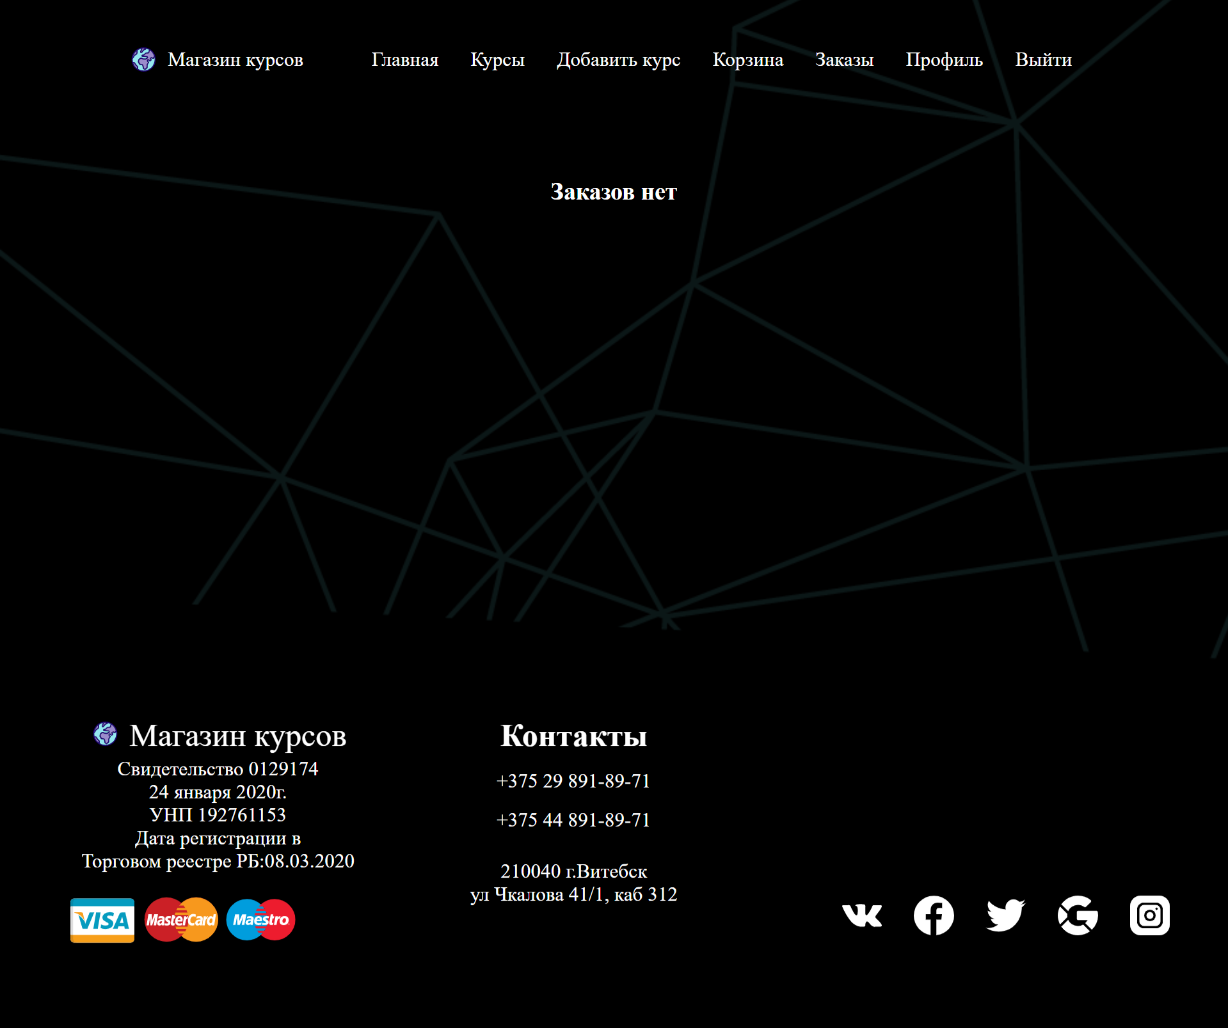 Магазин курсов Главная Курсы Добавить курс Корзина Заказы Профиль Выйти
Заказов нет
Магазин курсов
Свидетельство 0129174
24 января 2020г.
УНП 192761153
Дата регистрации в
Торговом реестре РБ:08.03.2020
VISA MasterCard Maestro
Контакты
+375 29 891-89-71
+375 44 891-89-71
210040 г.Витебск
ул Чкалова 41/1, каб 312